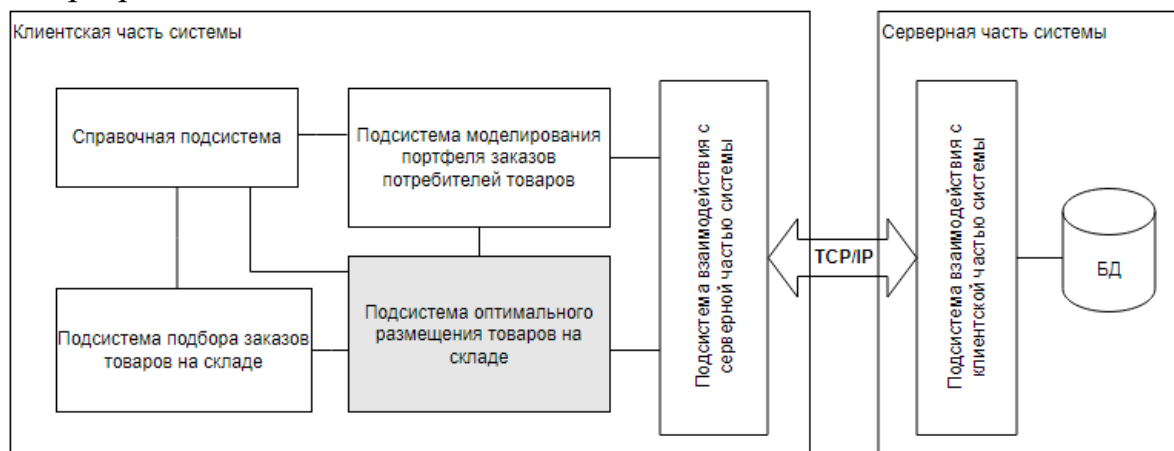 Клиентская часть системы
Серверная часть системы
Справочная подсистема
Подсистема моделирования
портфеля заказов
потребителей товаров
Подсистема подбора заказов
товаров на складе
Подсистема оптимального
размещения товаров на
складе
Подсистема взаимодействия с
серверной частью системы
TCP/IP
Подсистема взаимодействия с
клиентской частью системы
БД